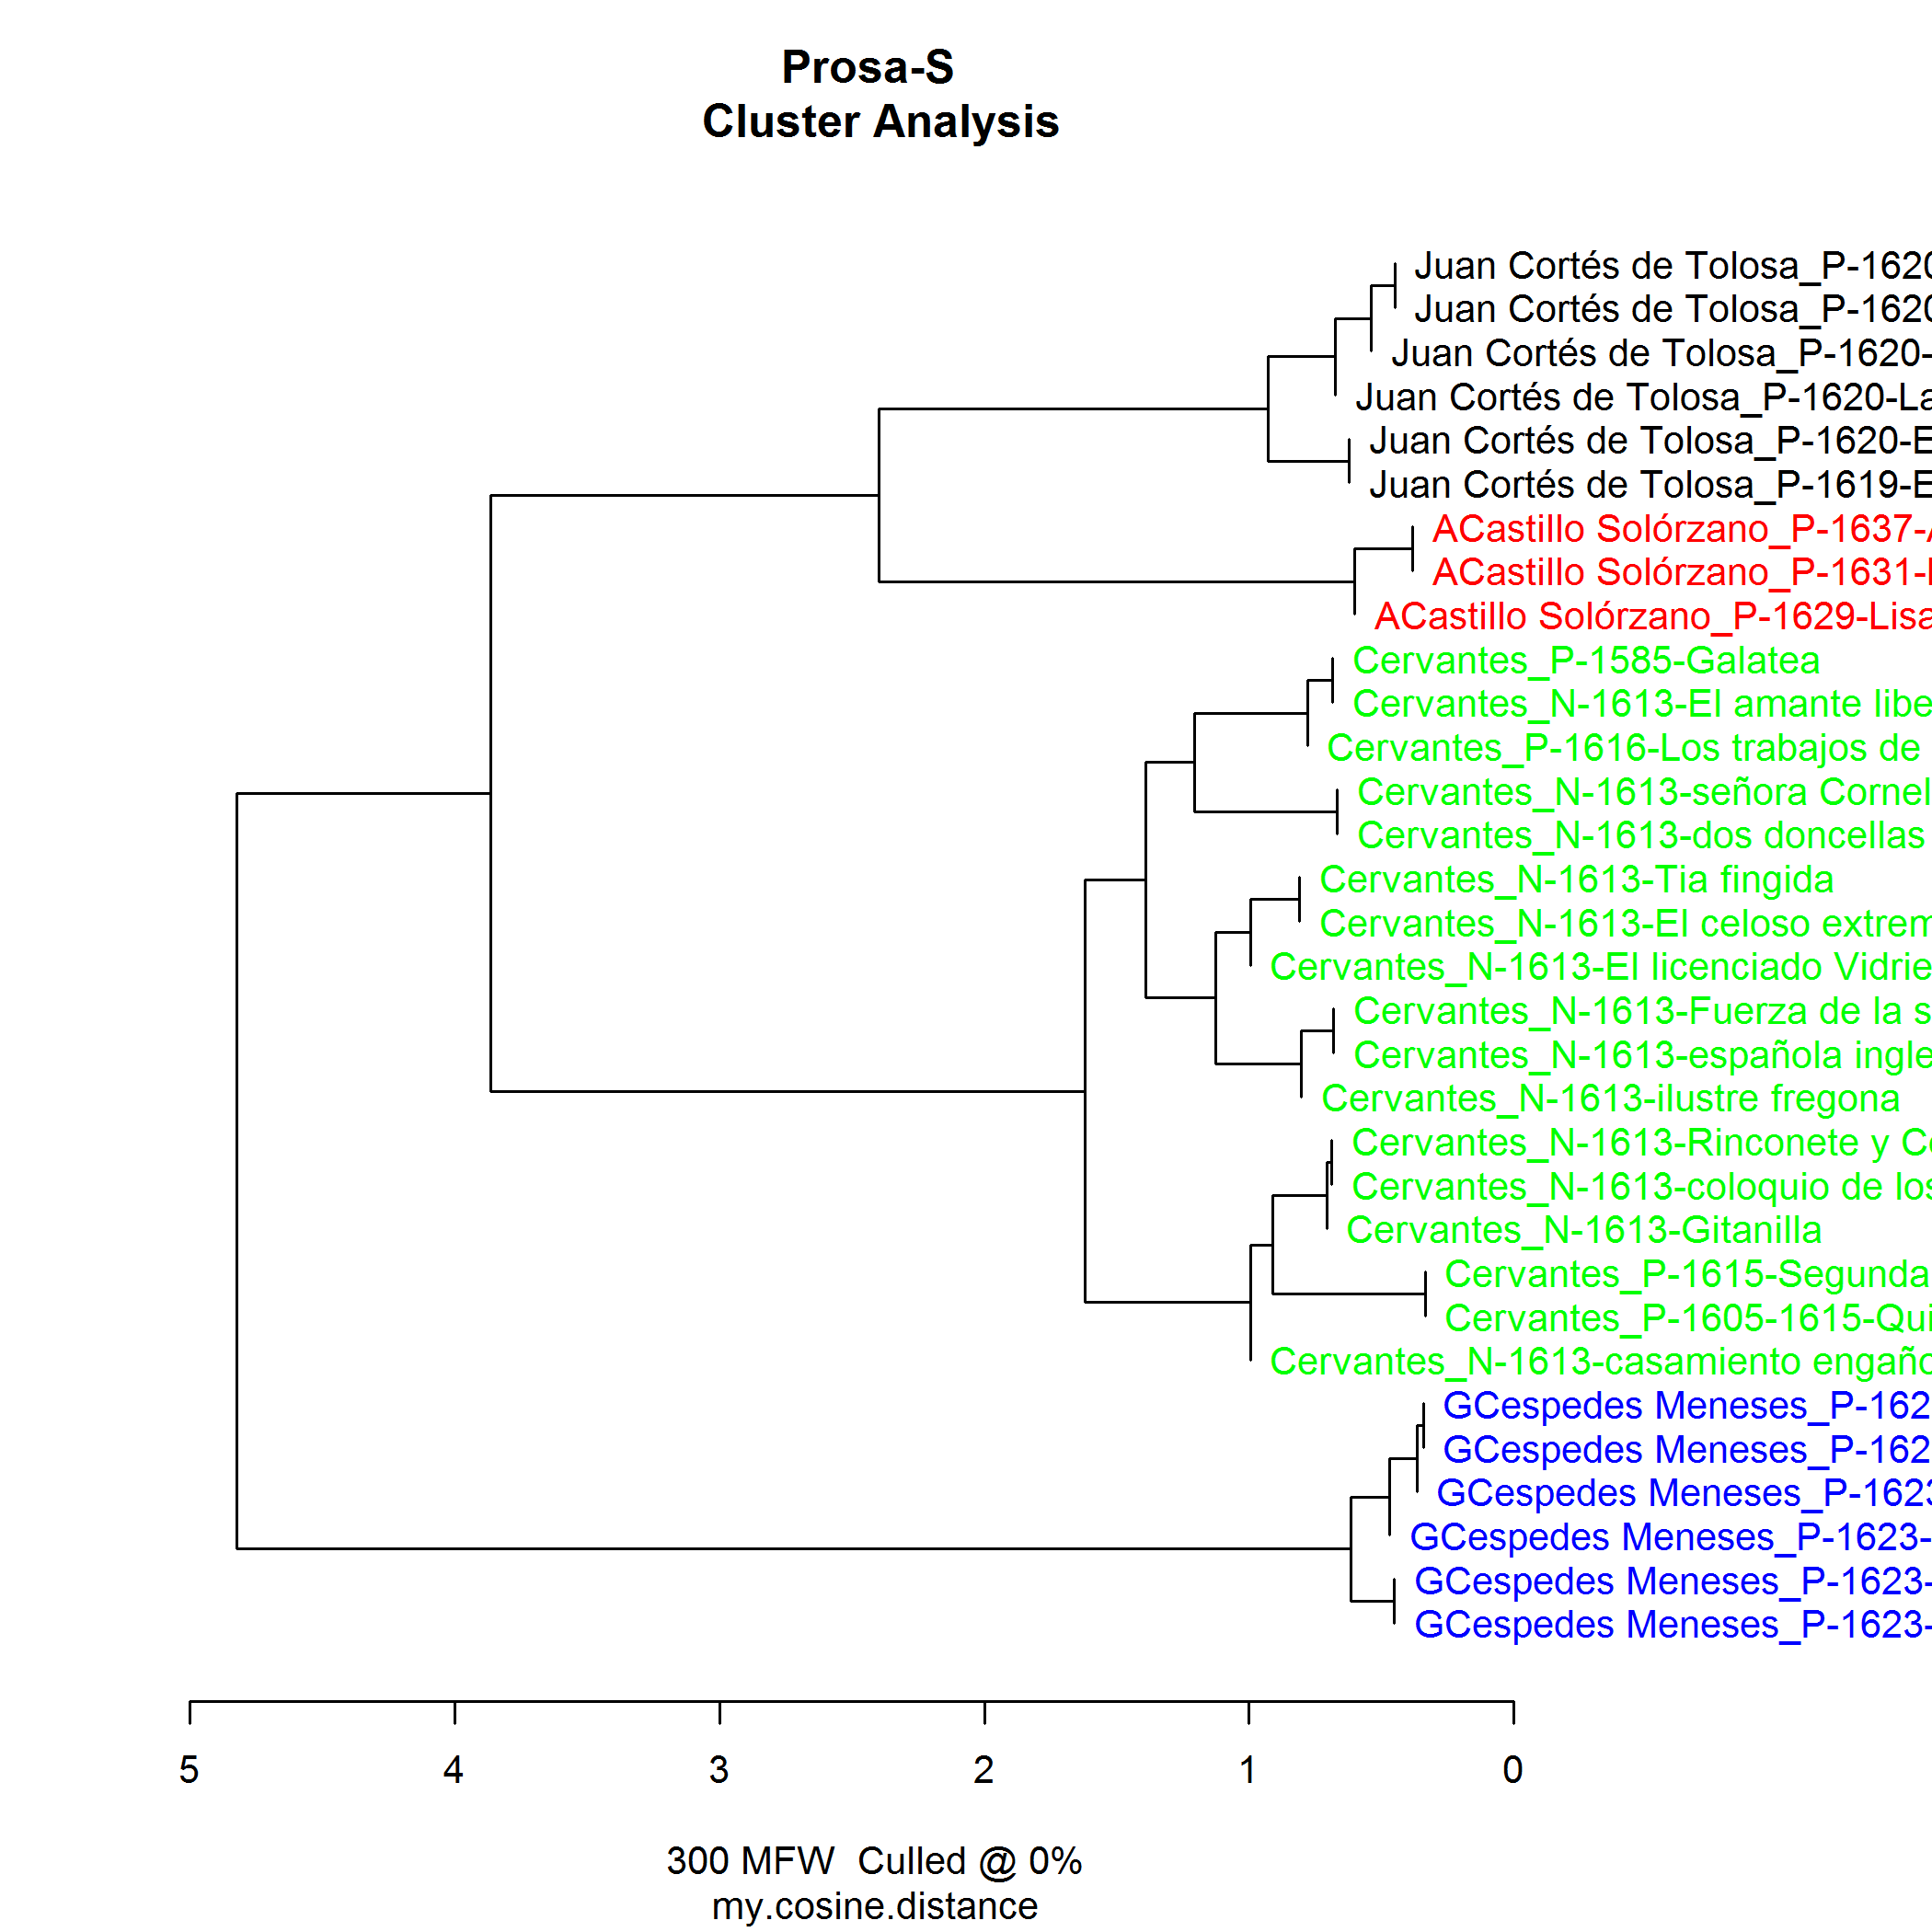 Prosa-S
Cluster Analysis
Juan Cortés de Tolosa_P-1620
Juan Cortés de Tolosa_P-1620
Juan Cortés de Tolosa_P-1620-
Juan Cortés de Tolosa_P-1620-La
Juan Cortés de Tolosa_P-1620-E
Juan Cortés de Tolosa_P-1619-E
ACastillo Solórzano_P-1637-A
ACastillo Solórzano_P-1631-
ACastillo Solórzano_P-1629-Lisa
Cervantes_P-1585-Galatea
Cervantes_N-1613-El amante libe
Cervantes_P-1616-Los trabajos de
Cervantes_N-1613-señora Cornel
Cervantes_N-1613-dos doncellas
Cervantes_N-1613-Tia fingida
Cervantes_N-1613-El celoso extrem
Cervantes_N-1613-El licenciado Vidrie
Cervantes_N-1613-Fuerza de la s
Cervantes_N-1613-española ingle
Cervantes_N-1613-ilustre fregona
Cervantes_N-1613-Rinconete y Co
Cervantes_N-1613-coloquio de los
Cervantes_N-1613-Gitanilla
Cervantes_P-1615-Segunda
Cervantes_P-1605-1615-Qui
Cervantes_N-1613-casamiento engaño
GCespedes Meneses_P-162
GCespedes Meneses_P-162
GCespedes Meneses_P-1623
GCespedes Meneses_P-1623-
GCespedes Meneses_P-1623-
GCespedes Meneses_P-1623-
5 4 3 2 1 0
300 MFW Culled @ 0%
my.cosine.distance